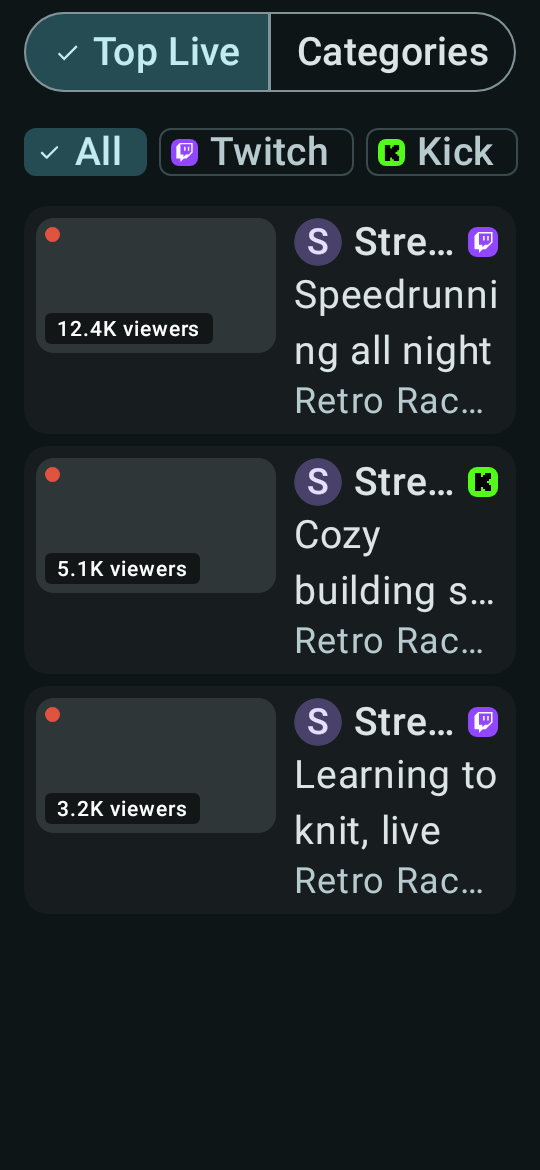 Top Live
Categories
All
Twitch
Kick
12.4K viewers
S Stre…
Speedrunni
ng all night
Retro Rac…
5.1K viewers
S Stre…
Cozy
building s…
Retro Rac…
3.2K viewers
S Stre…
Learning to
knit, live
Retro Rac…